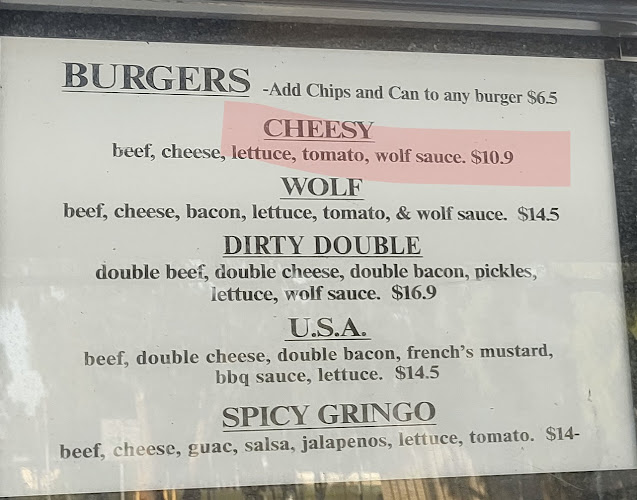 BURGERS -Add Chips and Can to any burger $6.5
CHEESY
beef, cheese, lettuce, tomato, wolf sauce. $10.9
WOLF
beef, cheese, bacon, lettuce, tomato, & wolf sauce. $14.5
DIRTY DOUBLE
double beef, double cheese, double bacon, pickles,
lettuce, wolf sauce. $16.9
U.S.A.
beef, double cheese, double bacon, french's mustard,
bbq sauce, lettuce. $14.5
SPICY GRINGO
beef, cheese, guac, salsa, jalapenos, lettuce, tomato. $14-